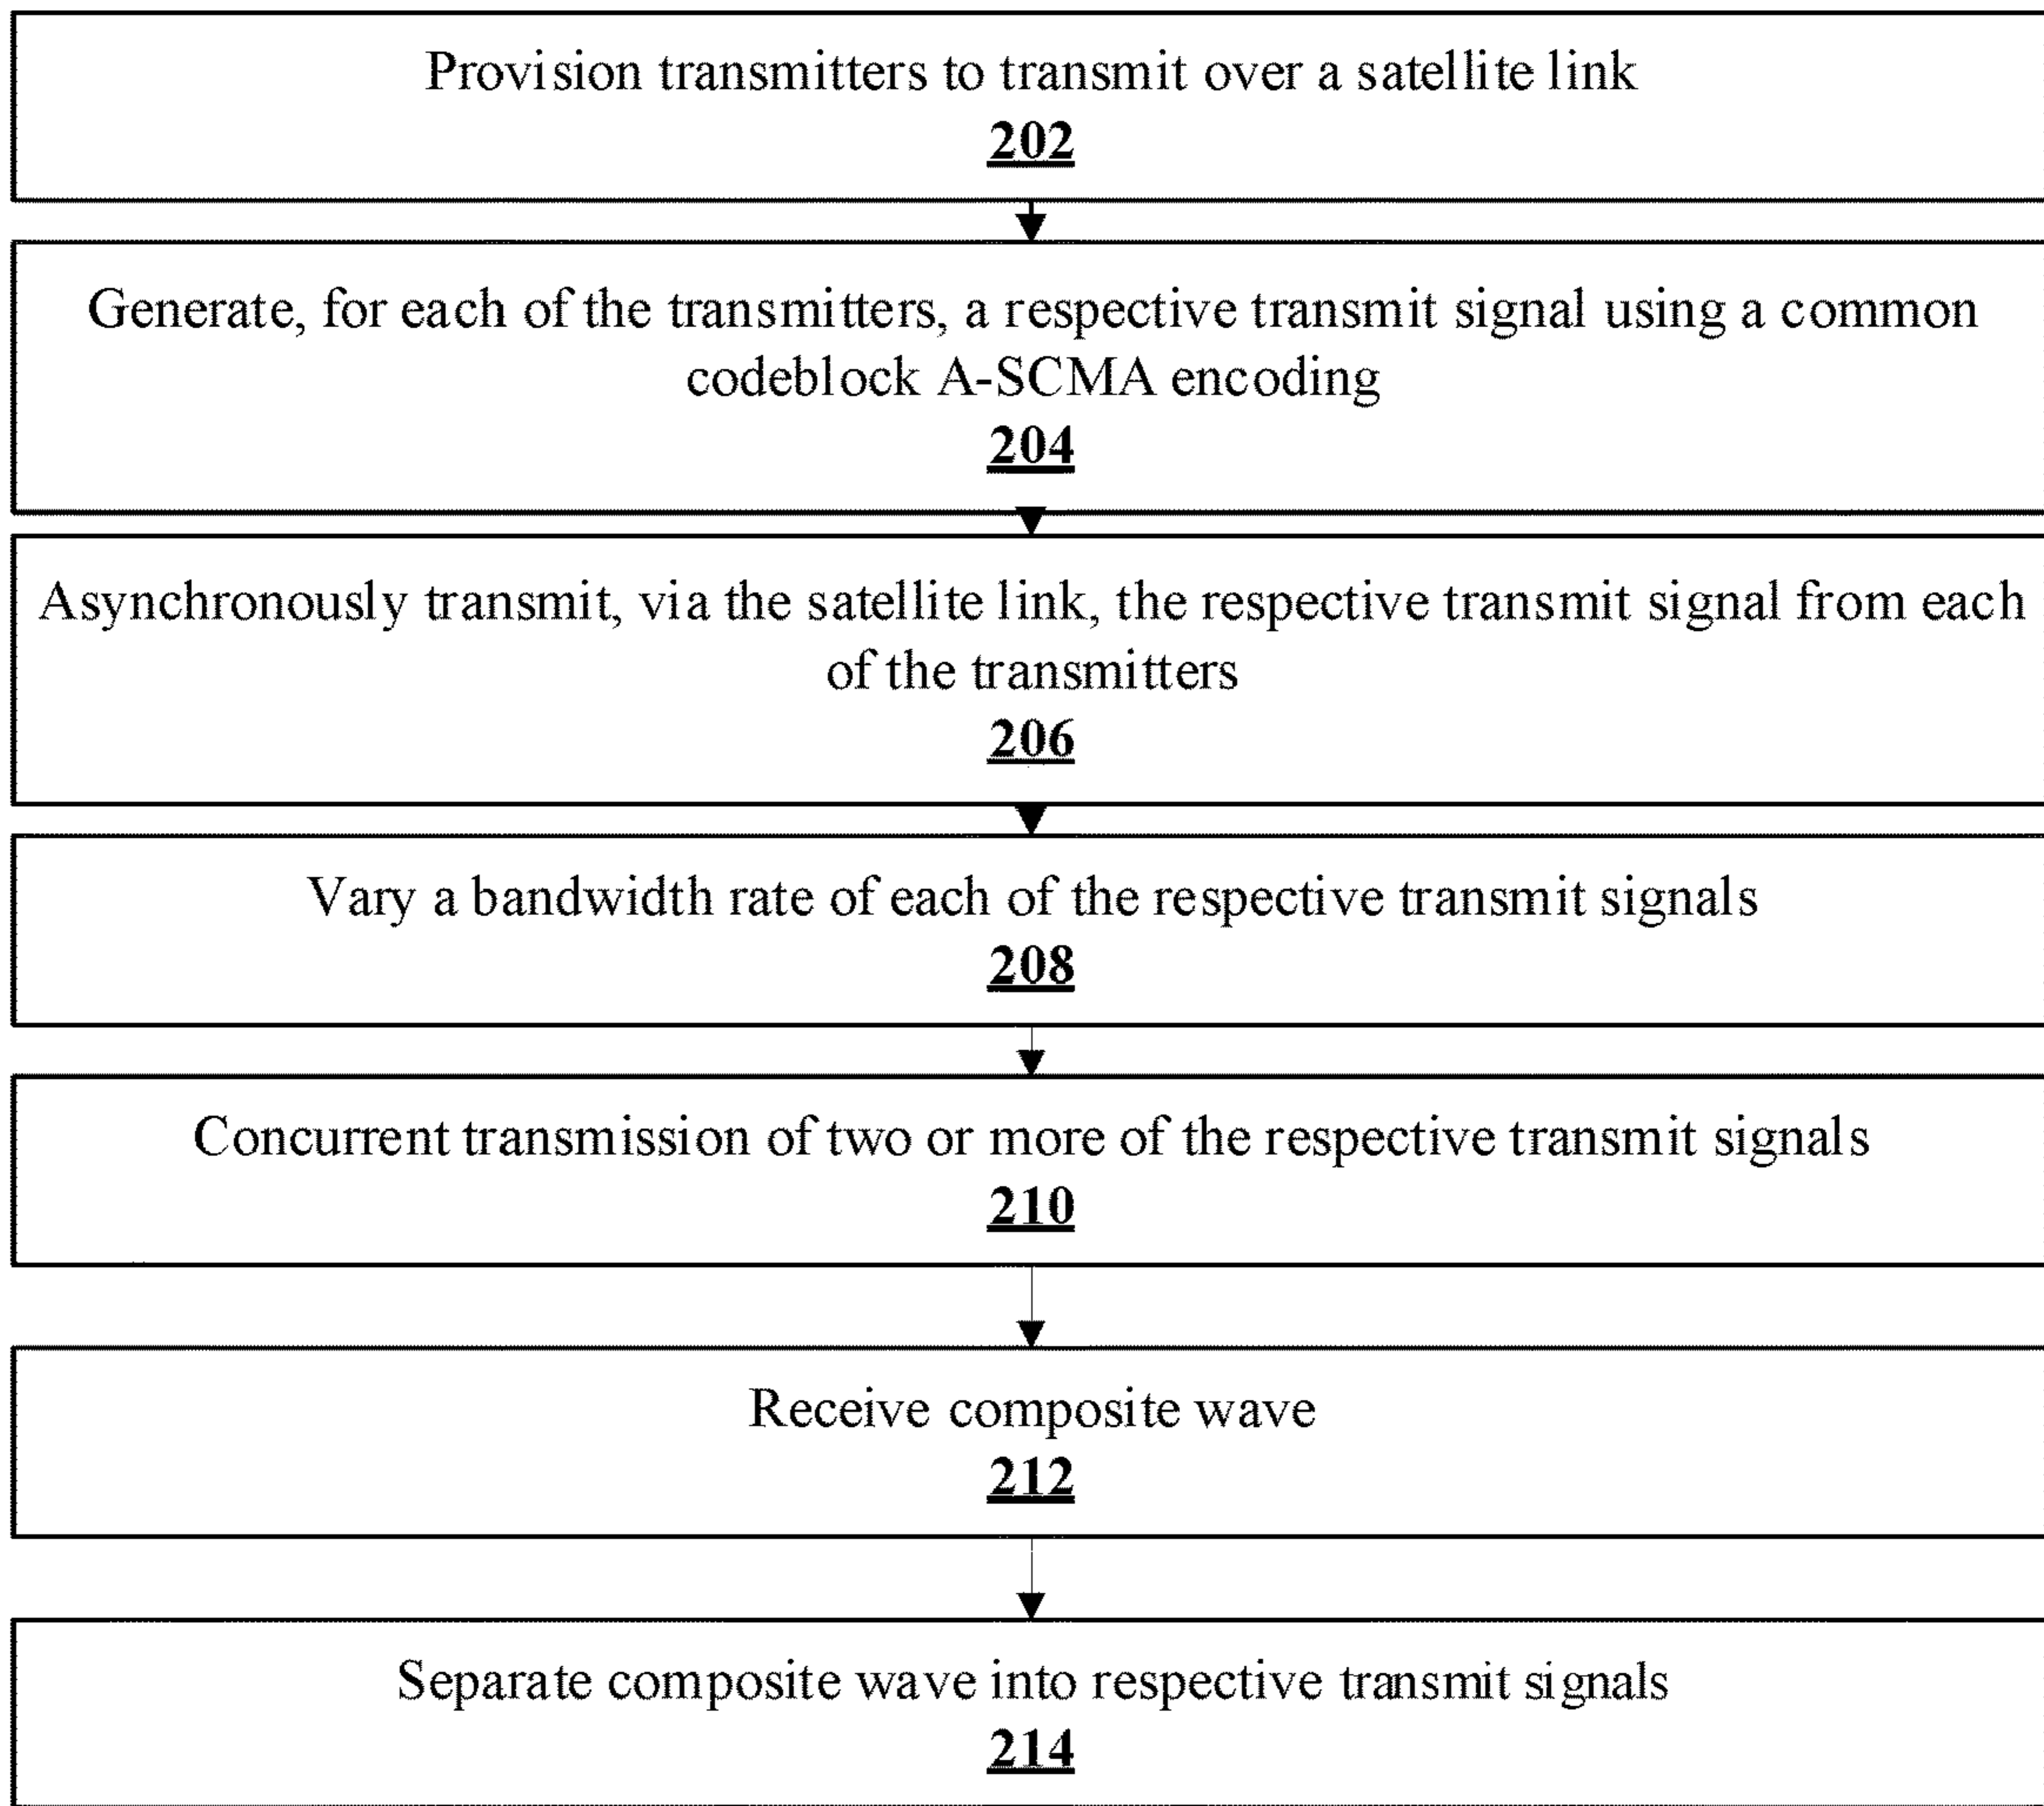 Provision transmitters to transmit over a satellite link
202
Generate, for each of the transmitters, a respective transmit signal using a common
codeblock A-SCMA encoding
204
Asynchronously transmit, via the satellite link, the respective transmit signal from each
of the transmitters
206
Vary a bandwidth rate of each of the respective transmit signals
208
Concurrent transmission of two or more of the respective transmit signals
210
Receive composite wave
212
Separate composite wave into respective transmit signals
214